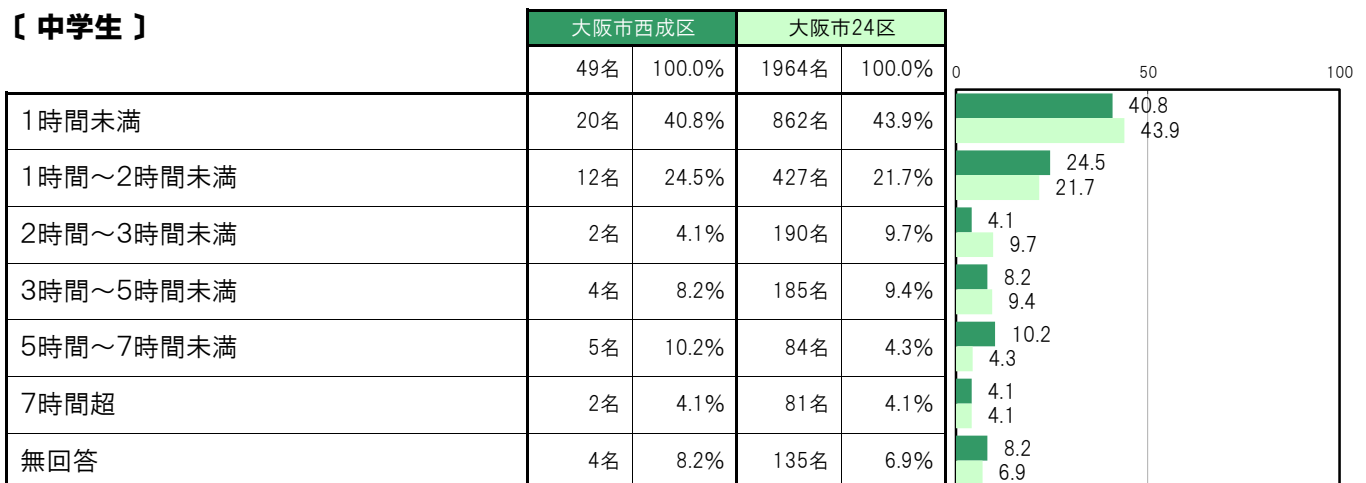 〔 中学生 〕
大阪市西成区 大阪市24区
49名 100.0% 1964名 100.0% 0 50 100
1時間未満 20名 40.8% 862名 43.9% 40.8
43.9
1時間～2時間未満 12名 24.5% 427名 21.7% 24.5
21.7
2時間～3時間未満 2名 4.1% 190名 9.7% 4.1
9.7
3時間～5時間未満 4名 8.2% 185名 9.4% 8.2
9.4
5時間～7時間未満 5名 10.2% 84名 4.3% 10.2
4.3
7時間超 2名 4.1% 81名 4.1% 4.1
4.1
無回答 4名 8.2% 135名 6.9% 8.2
6.9